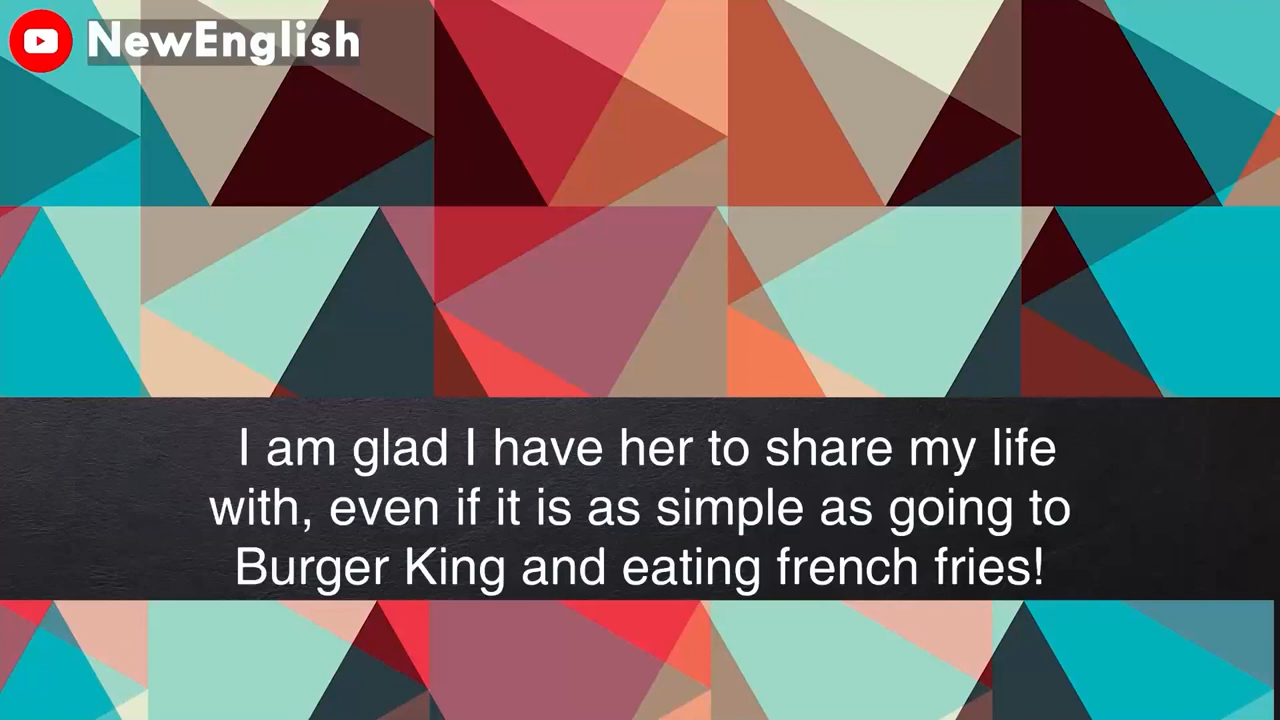 NewEnglish
I am glad I have her to share my life
with, even if it is as simple as going to
Burger King and eating french fries!